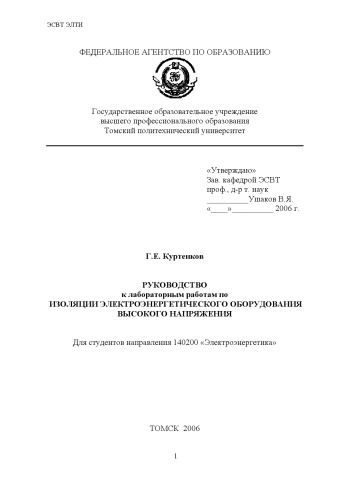 ЭСВТ ЭЛТИ
ФЕДЕРАЛЬНОЕ АГЕНТСТВО ПО ОБРАЗОВАНИЮ
Государственное образовательное учреждение
высшего профессионального образования
Томский политехнический университет
«Утверждаю»
Зав. кафедрой ЭСВТ
проф., д-р т. наук
__________Ушаков В.Я.
«____»__________ 2006 г.
Г.Е. Куртенков
РУКОВОДСТВО
к лабораторным работам по
ИЗОЛЯЦИИ ЭЛЕКТРОЭНЕРГЕТИЧЕСКОГО ОБОРУДОВАНИЯ
ВЫСОКОГО НАПРЯЖЕНИЯ
Для студентов направления 140200 «Электроэнергетика»
ТОМСК 2006
1